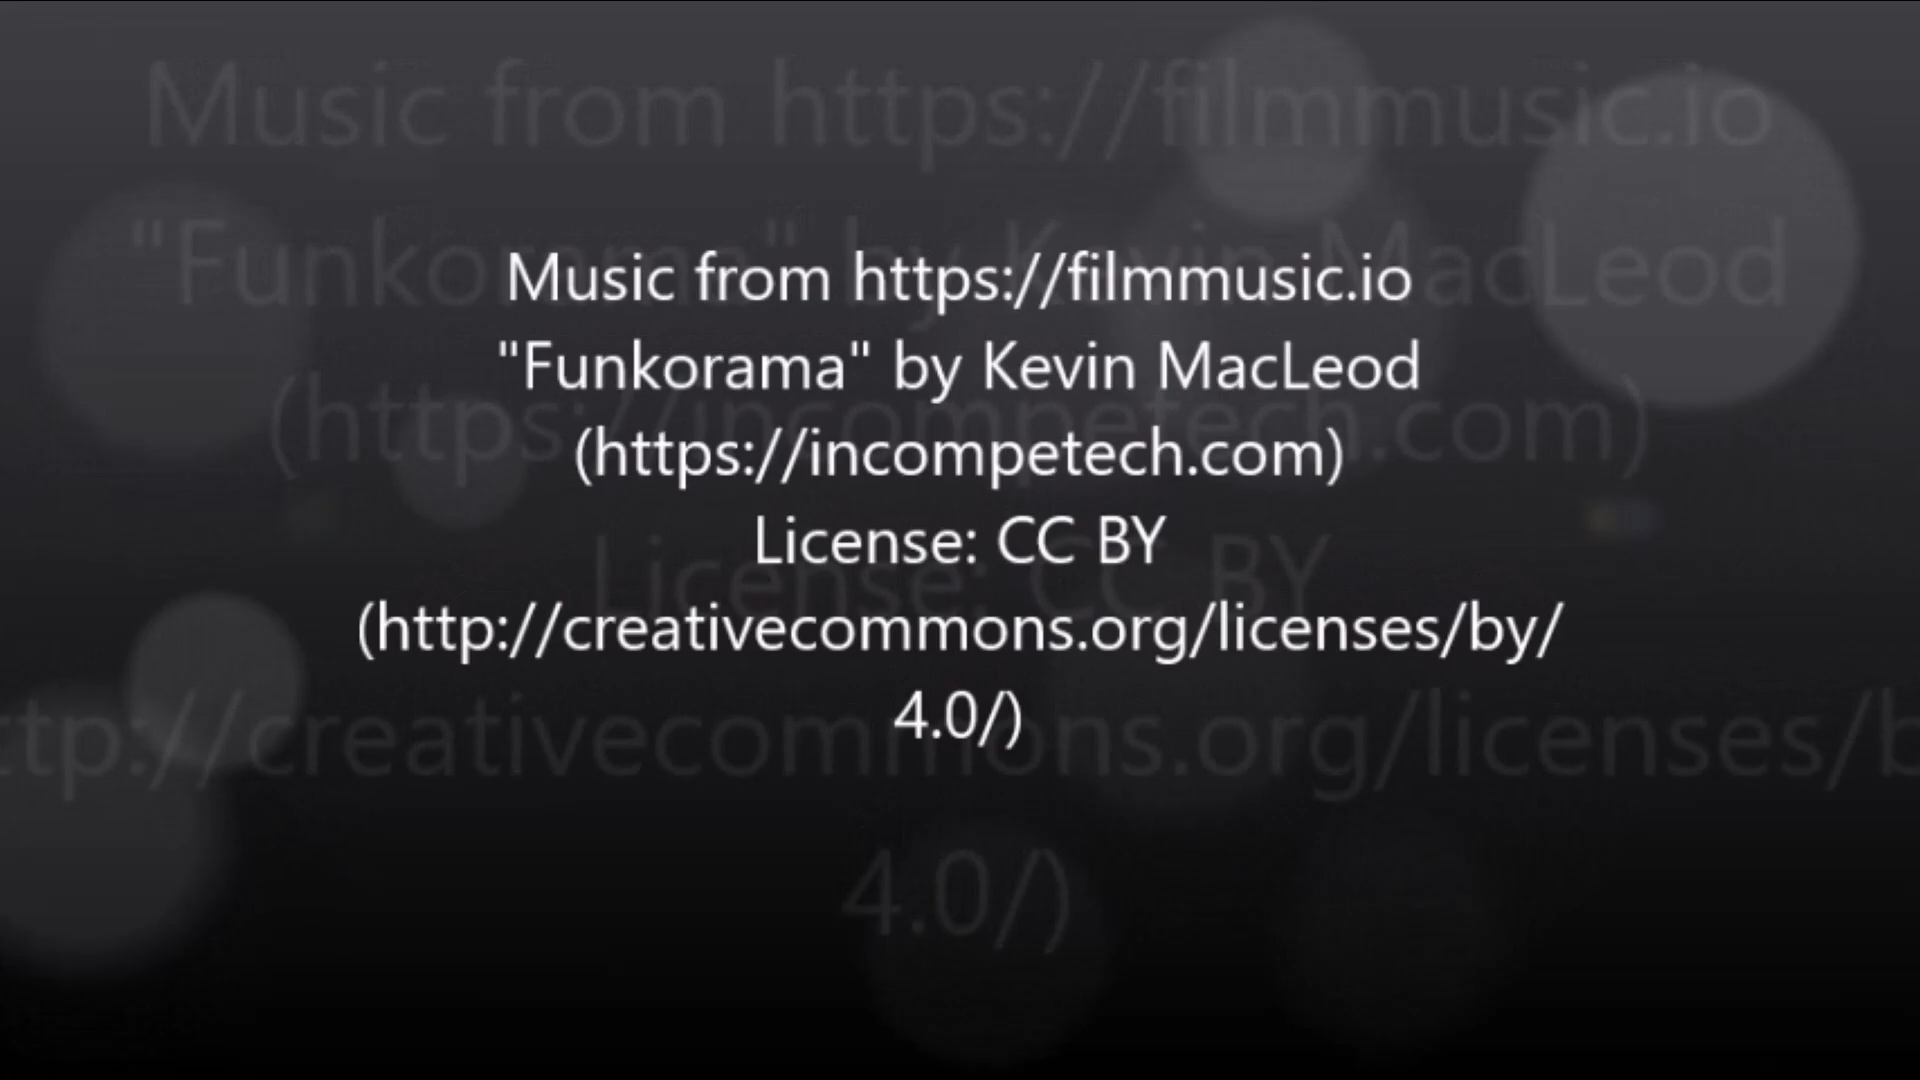 Music from https://filmmusic.io
"Funkorama" by Kevin MacLeod
(https://incompetech.com)
License: CC BY
(http://creativecommons.org/licenses/by/
4.0/)